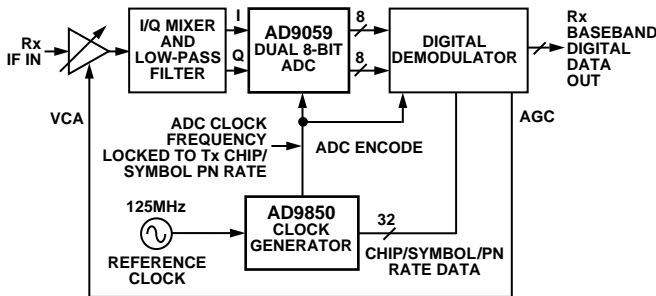 Rx
IF IN
VCA
I/Q MIXER
AND
LOW-PASS
FILTER
I
Q
AD9059
DUAL 8-BIT
ADC
8
8
DIGITAL
DEMODULATOR
Rx
BASEBAND
DIGITAL
DATA
OUT
AGC
ADC CLOCK
FREQUENCY
LOCKED TO Tx CHIP/
SYMBOL PN RATE
ADC ENCODE
125MHz
REFERENCE
CLOCK
AD9850
CLOCK
GENERATOR
32
CHIP/SYMBOL/PN
RATE DATA